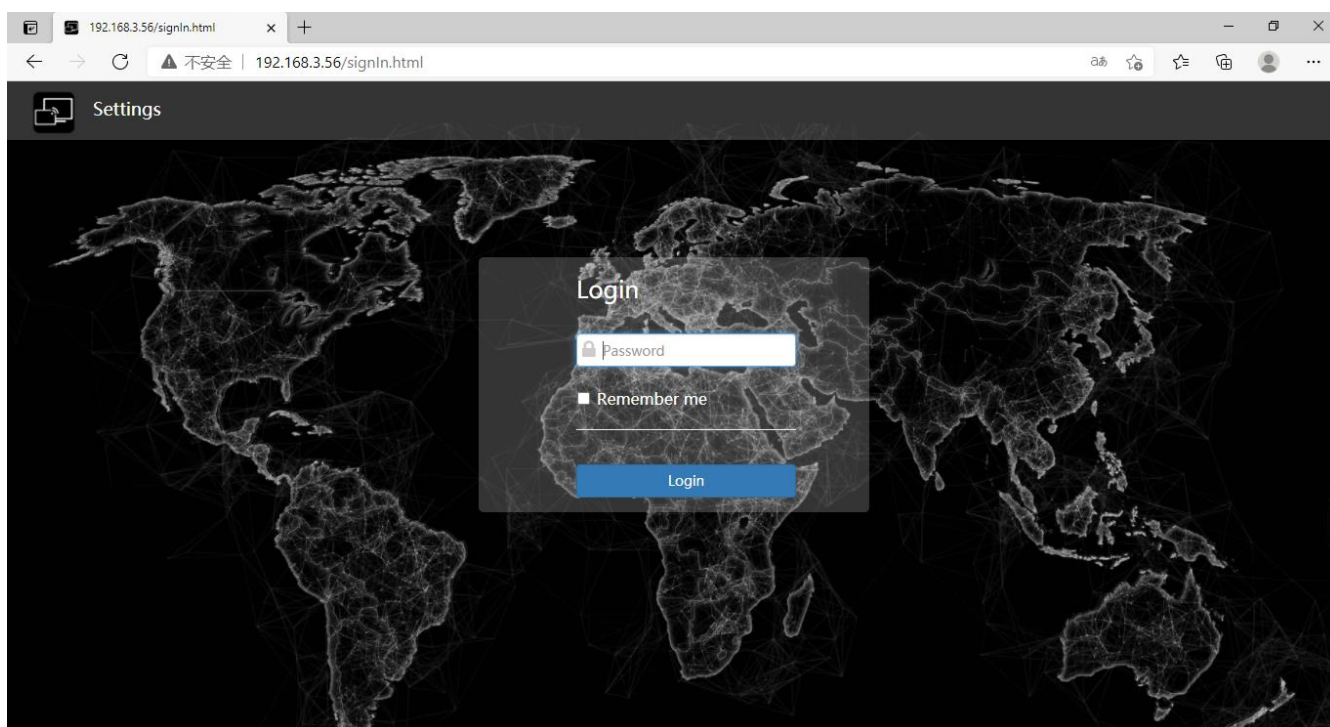 192.168.3.56/signIn.html
不安全 | 192.168.3.56/signIn.html
Settings
Login
Password
Remember me
Login